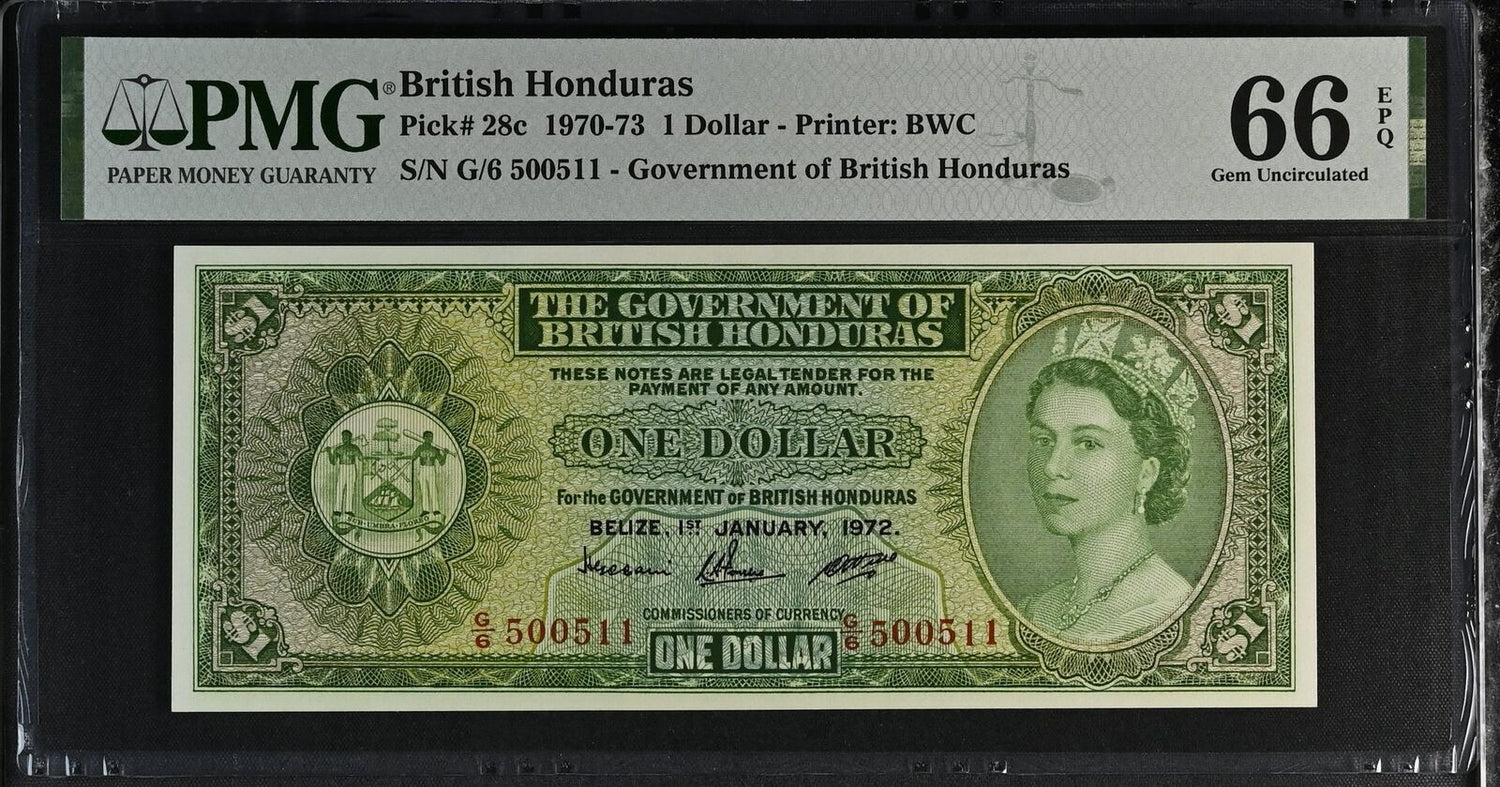 PMG®
PAPER MONEY GUARANTY
British Honduras
Pick# 28c 1970-73 1 Dollar - Printer: BWC
S/N G/6 500511 - Government of British Honduras
66
EPQ
Gem Uncirculated
$1
$1
THE GOVERNMENT OF
BRITISH HONDURAS
THESE NOTES ARE LEGAL TENDER FOR THE
PAYMENT OF ANY AMOUNT.
ONE DOLLAR
For the GOVERNMENT of BRITISH HONDURAS
BELIZE, 1ST JANUARY, 1972.
SUB·UMBRA·FLOREO
COMMISSIONERS OF CURRENCY
G/6 500511
G/6 500511
ONE DOLLAR
$1
$1